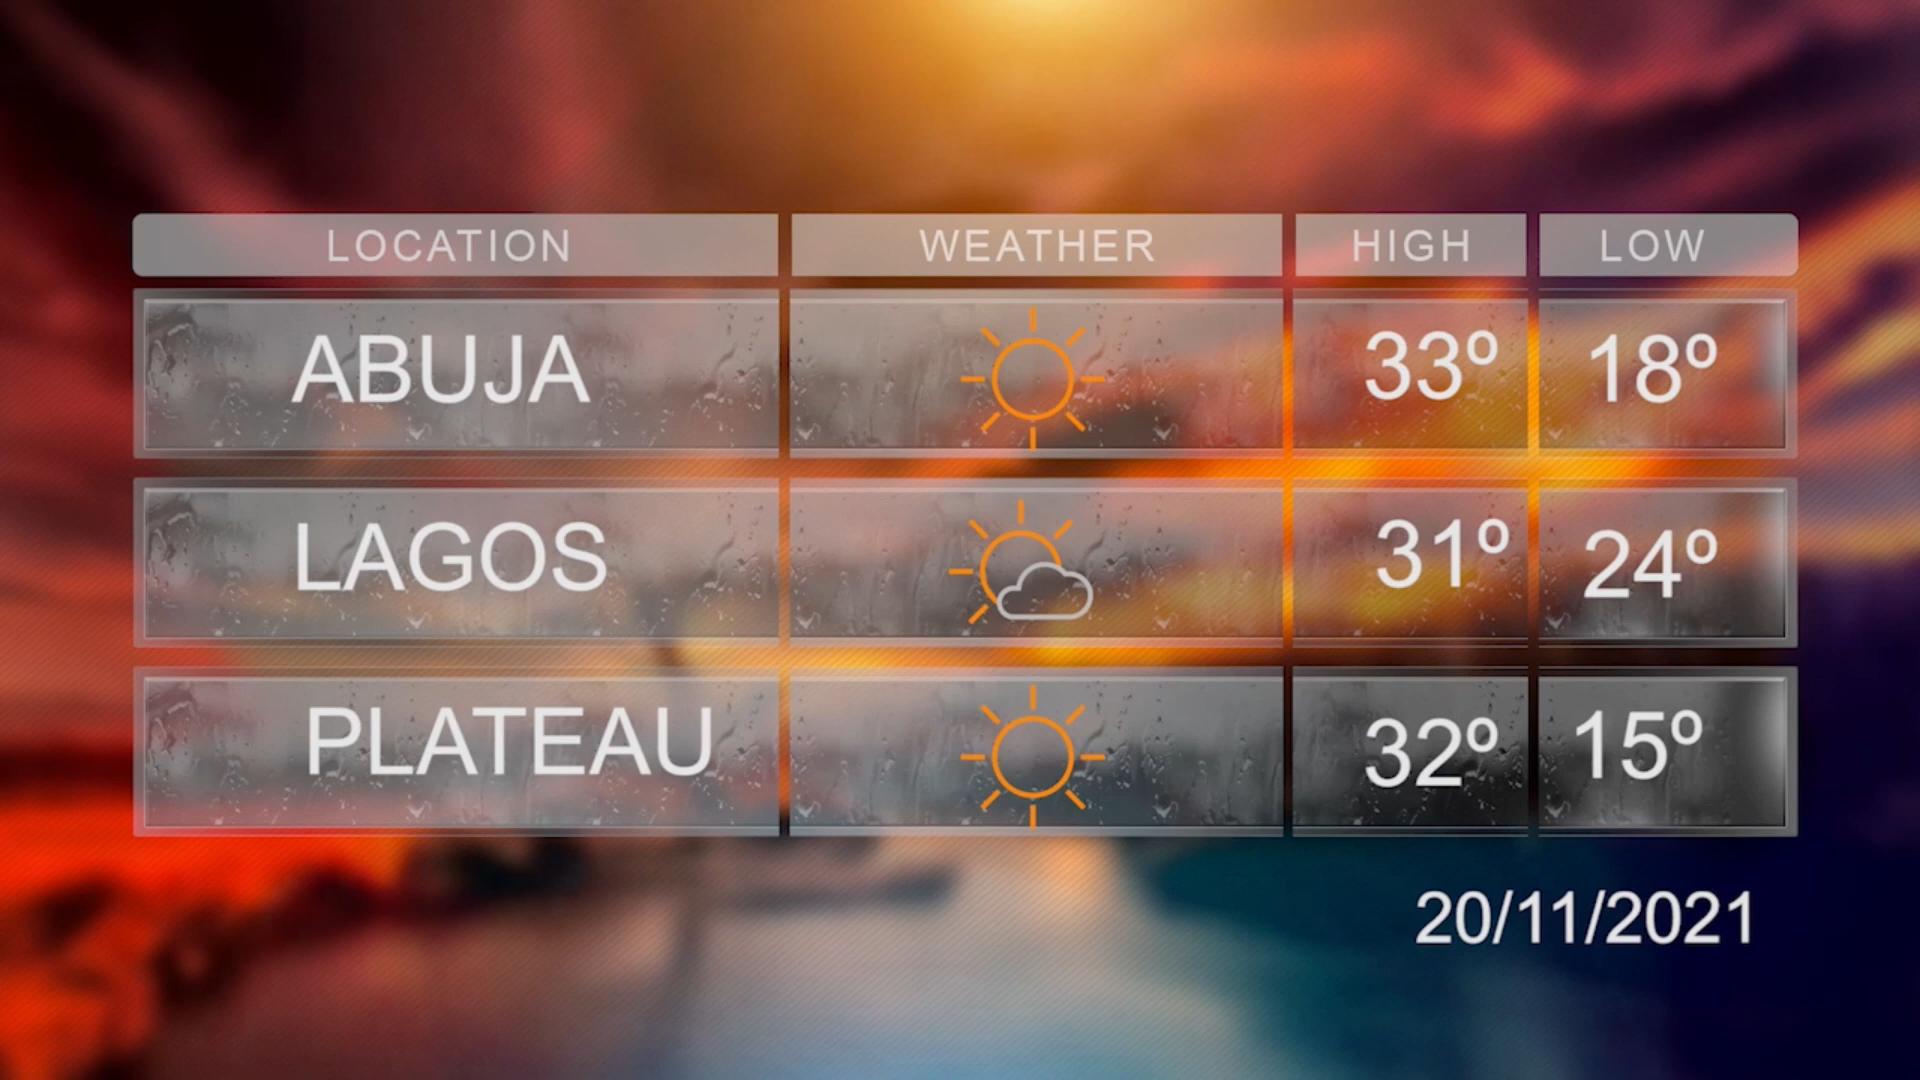 LOCATION WEATHER HIGH LOW
ABUJA 33º 18º
LAGOS 31º 24º
PLATEAU 32º 15º
20/11/2021